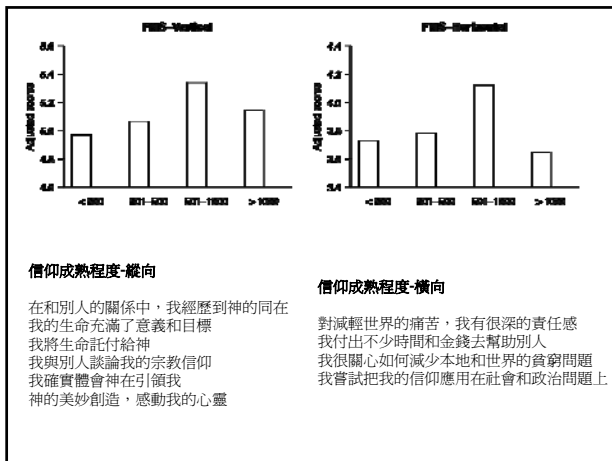 Adjusted scores
Adjusted scores
信仰成熟程度-縱向
在和別人的關係中，我經歷到神的同在
我的生命充滿了意義和目標
我將生命託付給神
我與別人談論我的宗教信仰
我確實體會神在引領我
神的美妙創造，感動我的心靈
信仰成熟程度-橫向
對減輕世界的痛苦，我有很深的責任感
我付出不少時間和金錢去幫助別人
我很關心如何減少本地和世界的貧窮問題
我嘗試把我的信仰應用在社會和政治問題上